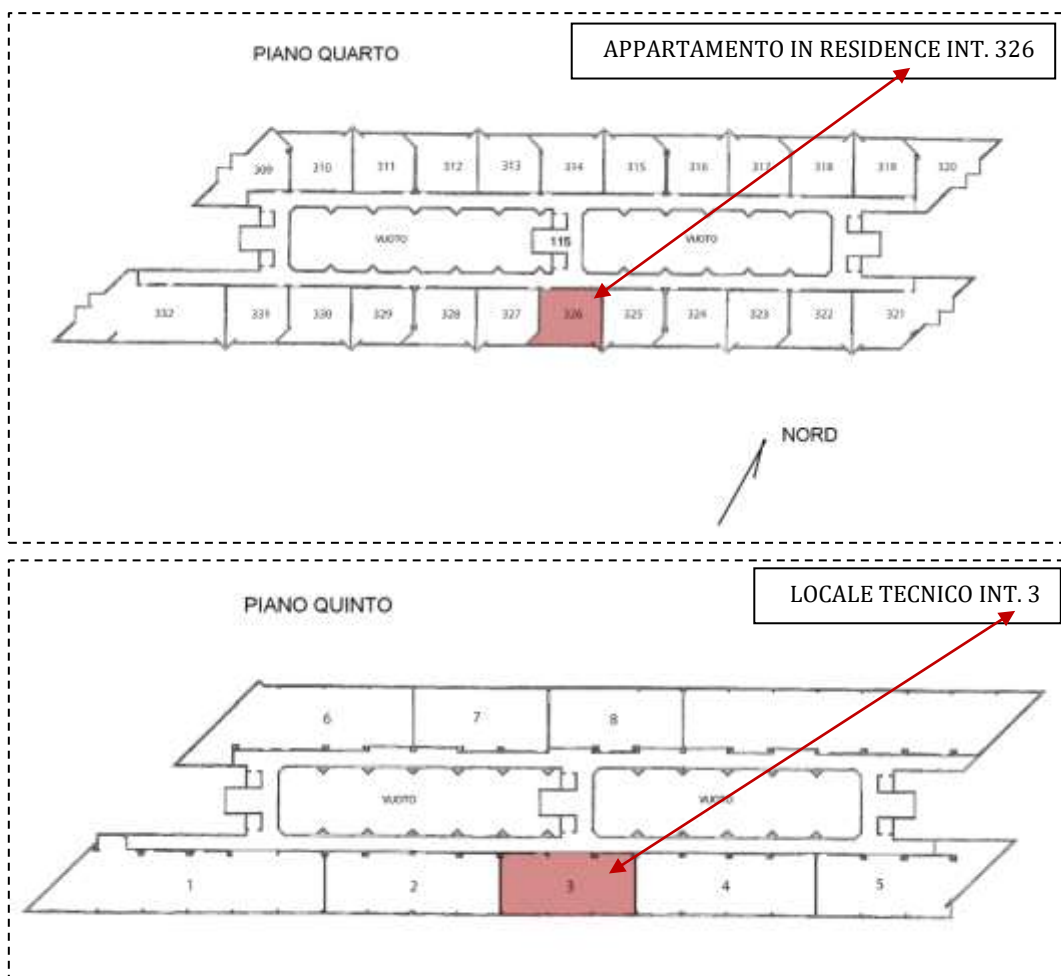 PIANO QUARTO
APPARTAMENTO IN RESIDENCE INT. 326
309 310 311 312 313 314 315 316 317 318 319 320
VUOTO 115 VUOTO
332 331 330 329 328 327 326 325 324 323 322 321
NORD
PIANO QUINTO
LOCALE TECNICO INT. 3
6 7 8
VUOTO VUOTO
1 2 3 4 5